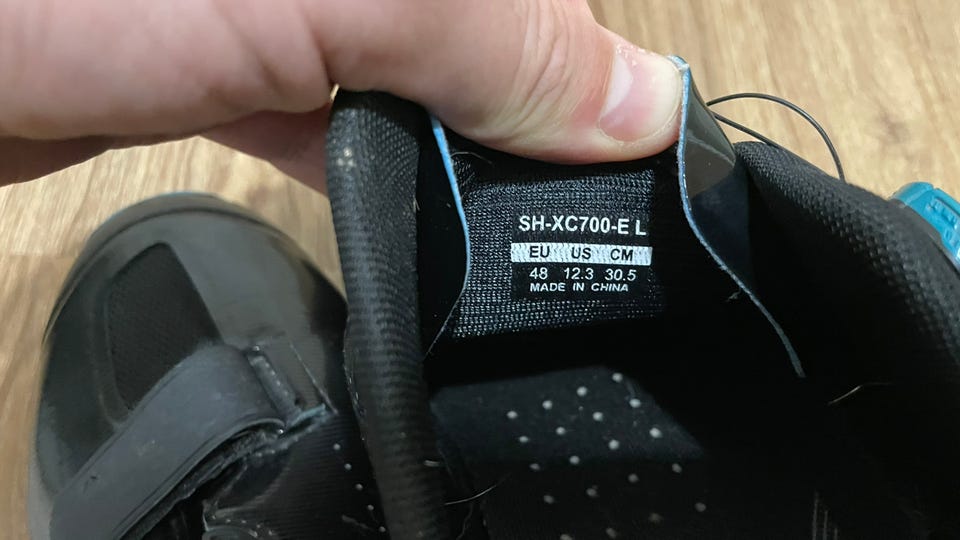 SH-XC700-E L
EU US CM
48 12.3 30.5
MADE IN CHINA